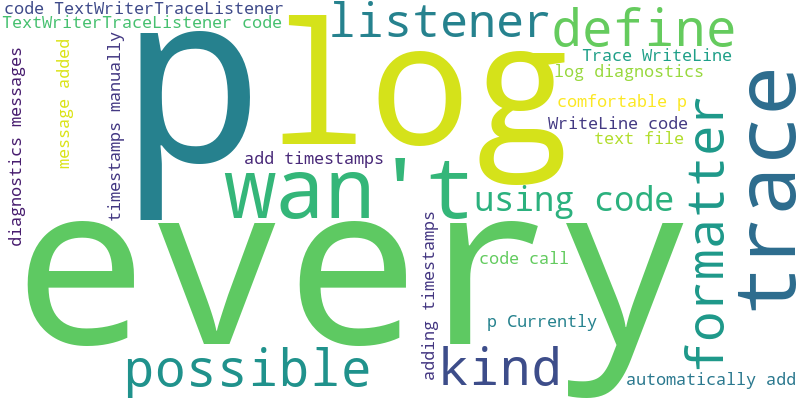 code TextWriterTraceListener
TextWriterTraceListener code
p
log
listener
define
Trace WriteLine
log diagnostics
comfortable p
WriteLine code
text file
trace
formatter
diagnostics messages
message added
timestamps manually
add timestamps
wan't
using code
every
code call
adding timestamps
p Currently
possible
kind
automatically add